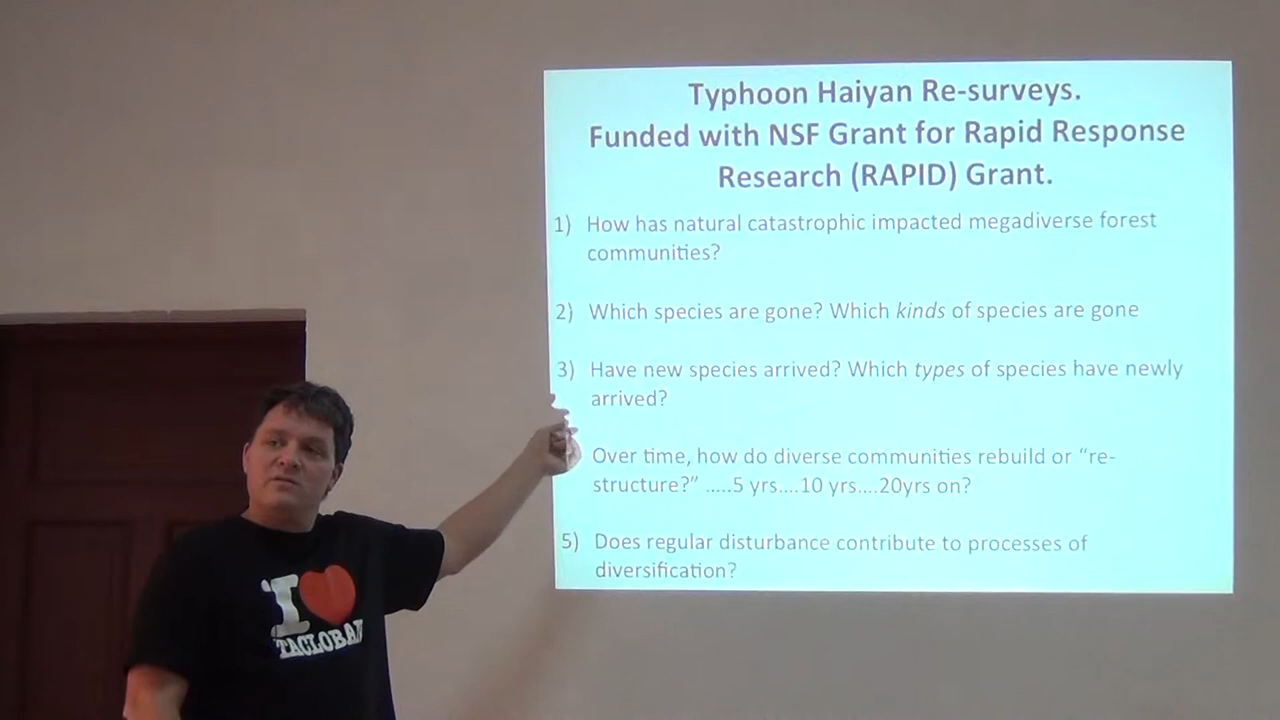 Typhoon Haiyan Re-surveys.
Funded with NSF Grant for Rapid Response
Research (RAPID) Grant.
1) How has natural catastrophic impacted megadiverse forest
communities?
2) Which species are gone? Which kinds of species are gone
3) Have new species arrived? Which types of species have newly
arrived?
Over time, how do diverse communities rebuild or “re-
structure?” .....5 yrs....10 yrs....20yrs on?
5) Does regular disturbance contribute to processes of
diversification?
I
TACLOBAN